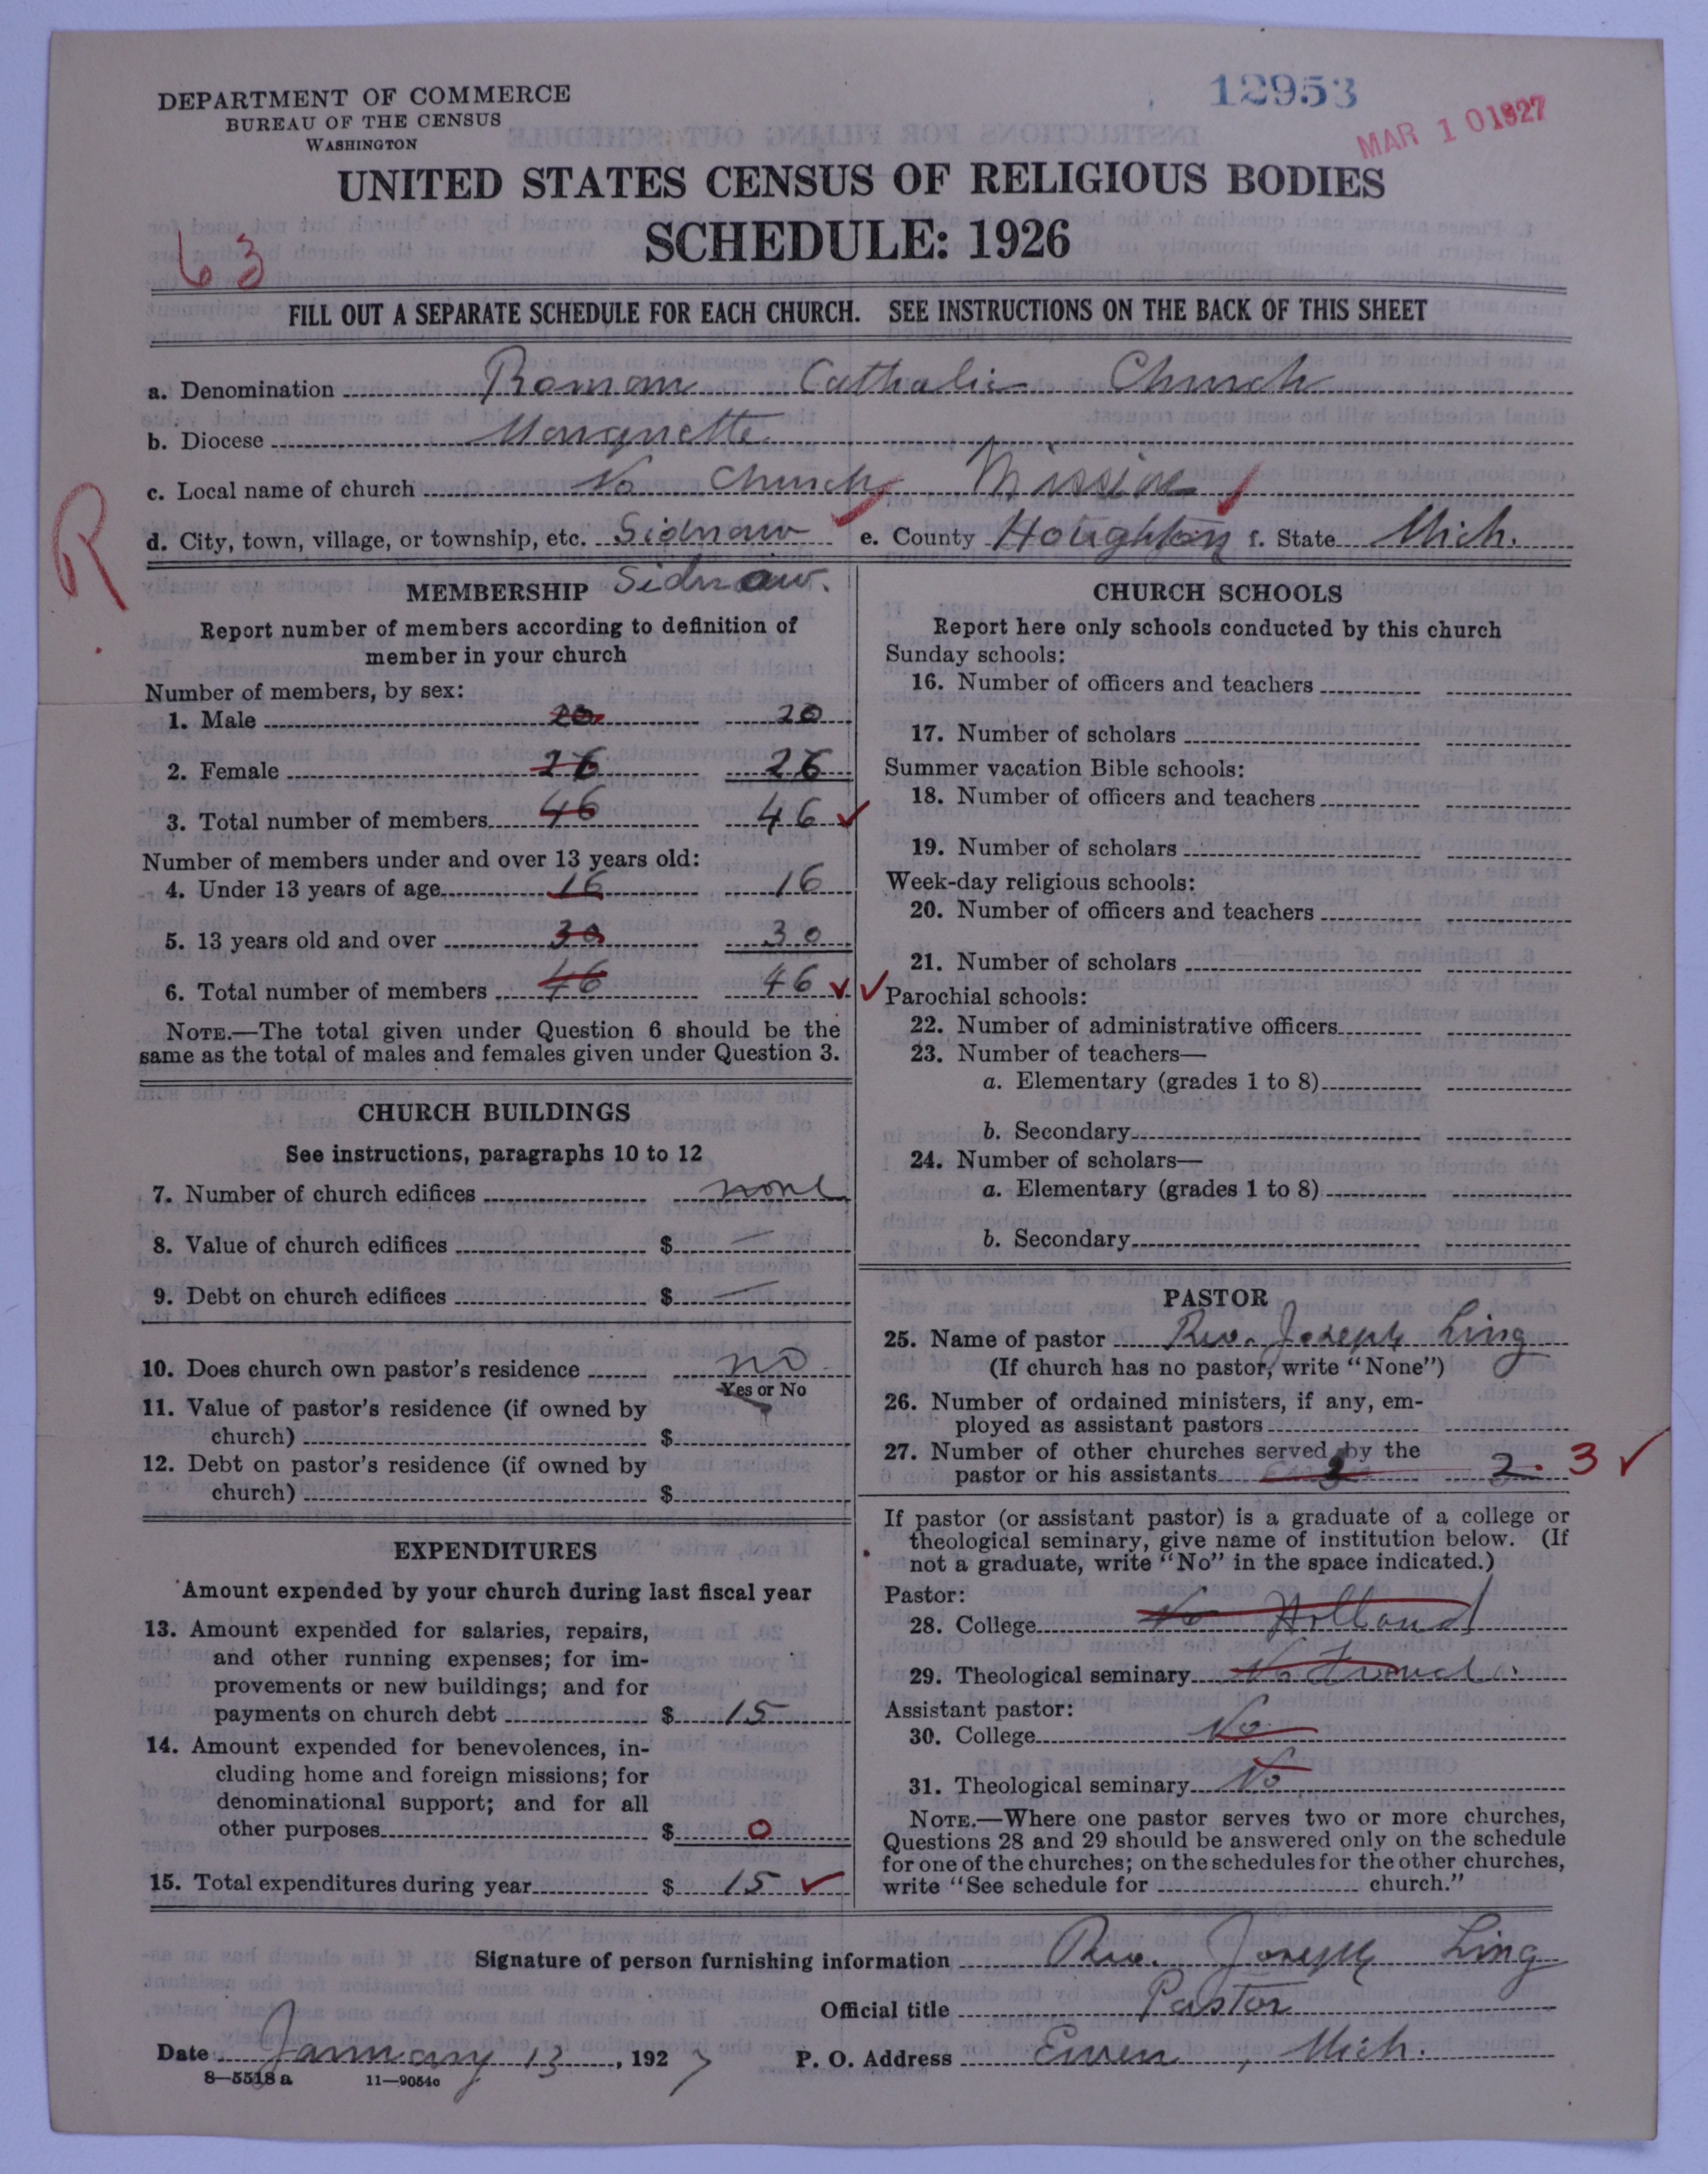 12953
MAR 10 1927
DEPARTMENT OF COMMERCE
BUREAU OF THE CENSUS
WASHINGTON
UNITED STATES CENSUS OF RELIGIOUS BODIES
SCHEDULE: 1926
63
FILL OUT A SEPARATE SCHEDULE FOR EACH CHURCH. SEE INSTRUCTIONS ON THE BACK OF THIS SHEET
a. Denomination Roman Catholic Church
b. Diocese Marquette
c. Local name of church No Church Mission
R
d. City, town, village, or township, etc. Sidnaw e. County Houghton f. State Mich.
MEMBERSHIP Sidnaw.
Report number of members according to definition of
member in your church
Number of members, by sex:
1. Male 20 20
2. Female 26 26
3. Total number of members 46 46
Number of members under and over 13 years old:
4. Under 13 years of age 16 16
5. 13 years old and over 30 30
6. Total number of members 46 46
NOTE.—The total given under Question 6 should be the
same as the total of males and females given under Question 3.
CHURCH BUILDINGS
See instructions, paragraphs 10 to 12
7. Number of church edifices none
8. Value of church edifices $ —
9. Debt on church edifices $ —
10. Does church own pastor's residence no
Yes or No
11. Value of pastor's residence (if owned by
church) $
12. Debt on pastor's residence (if owned by
church) $
EXPENDITURES
Amount expended by your church during last fiscal year
13. Amount expended for salaries, repairs,
and other running expenses; for im-
provements or new buildings; and for
payments on church debt $ 15
14. Amount expended for benevolences, in-
cluding home and foreign missions; for
denominational support; and for all
other purposes $ 0
15. Total expenditures during year $ 15
CHURCH SCHOOLS
Report here only schools conducted by this church
Sunday schools:
16. Number of officers and teachers
17. Number of scholars
Summer vacation Bible schools:
18. Number of officers and teachers
19. Number of scholars
Week-day religious schools:
20. Number of officers and teachers
21. Number of scholars
Parochial schools:
22. Number of administrative officers
23. Number of teachers—
a. Elementary (grades 1 to 8)
b. Secondary
24. Number of scholars—
a. Elementary (grades 1 to 8)
b. Secondary
PASTOR
25. Name of pastor Rev. Joseph Ling
(If church has no pastor, write "None")
26. Number of ordained ministers, if any, em-
ployed as assistant pastors
27. Number of other churches served by the
pastor or his assistants 2. 3
If pastor (or assistant pastor) is a graduate of a college or
theological seminary, give name of institution below. (If
not a graduate, write "No" in the space indicated.)
Pastor:
28. College No Holland
29. Theological seminary No
Assistant pastor:
30. College No
31. Theological seminary No
NOTE.—Where one pastor serves two or more churches,
Questions 28 and 29 should be answered only on the schedule
for one of the churches; on the schedules for the other churches,
write "See schedule for church."
Signature of person furnishing information Rev. Joseph Ling
Official title Pastor
Date January 13, 1927 P. O. Address Ewen, Mich.
8—5518 a 11—9054c